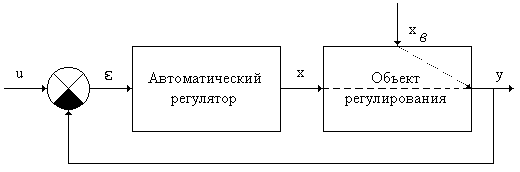 x в
u
ε
Автоматический
регулятор
x
Объект
регулирования
y